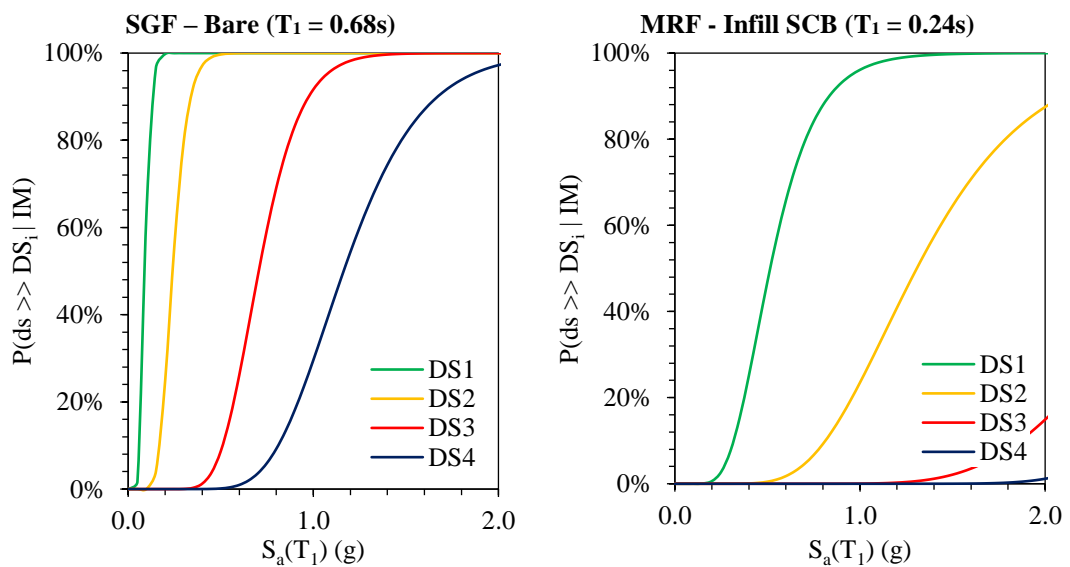 SGF – Bare (T1 = 0.68s)
100%
80%
60%
40%
20%
0%
P(ds >> DSi | IM)
DS1
DS2
DS3
DS4
0.0
1.0
2.0
Sa(T1) (g)
MRF - Infill SCB (T1 = 0.24s)
100%
80%
60%
40%
20%
0%
P(ds >> DSi | IM)
DS1
DS2
DS3
DS4
0.0
1.0
2.0
Sa(T1) (g)